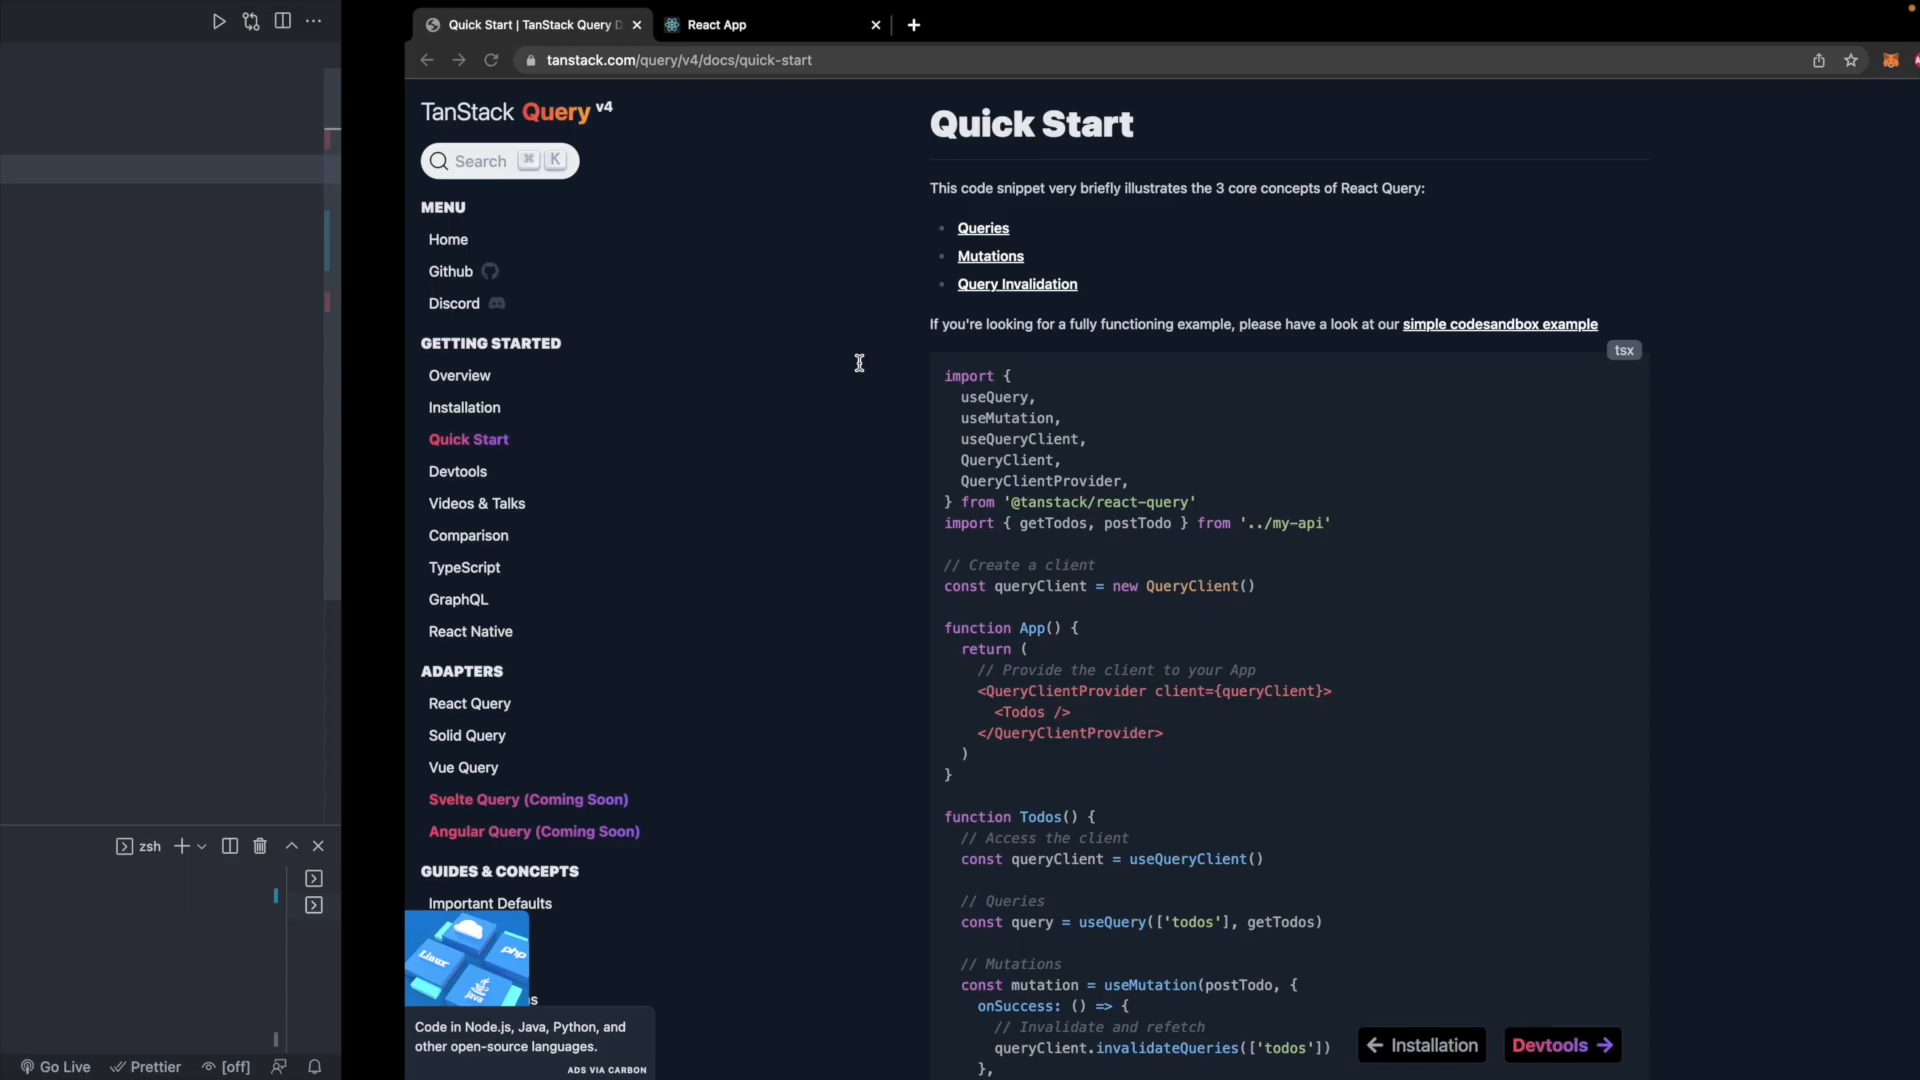 Quick Start | TanStack Query D
React App
tanstack.com/query/v4/docs/quick-start
TanStack Query v4
Search ⌘ K
MENU
Home
Github
Discord
GETTING STARTED
Overview
Installation
Quick Start
Devtools
Videos & Talks
Comparison
TypeScript
GraphQL
React Native
ADAPTERS
React Query
Solid Query
Vue Query
Svelte Query (Coming Soon)
Angular Query (Coming Soon)
GUIDES & CONCEPTS
Important Defaults
Linux
php
java
s
Code in Node.js, Java, Python, and
other open-source languages.
ADS VIA CARBON
Quick Start
This code snippet very briefly illustrates the 3 core concepts of React Query:
Queries
Mutations
Query Invalidation
If you're looking for a fully functioning example, please have a look at our simple codesandbox example
tsx
import {
useQuery,
useMutation,
useQueryClient,
QueryClient,
QueryClientProvider,
} from '@tanstack/react-query'
import { getTodos, postTodo } from '../my-api'
// Create a client
const queryClient = new QueryClient()
function App() {
return (
// Provide the client to your App
<QueryClientProvider client={queryClient}>
<Todos />
</QueryClientProvider>
)
}
function Todos() {
// Access the client
const queryClient = useQueryClient()
// Queries
const query = useQuery(['todos'], getTodos)
// Mutations
const mutation = useMutation(postTodo, {
onSuccess: () => {
// Invalidate and refetch
queryClient.invalidateQueries(['todos'])
},
← Installation
Devtools →
zsh
Go Live
Prettier
[off]